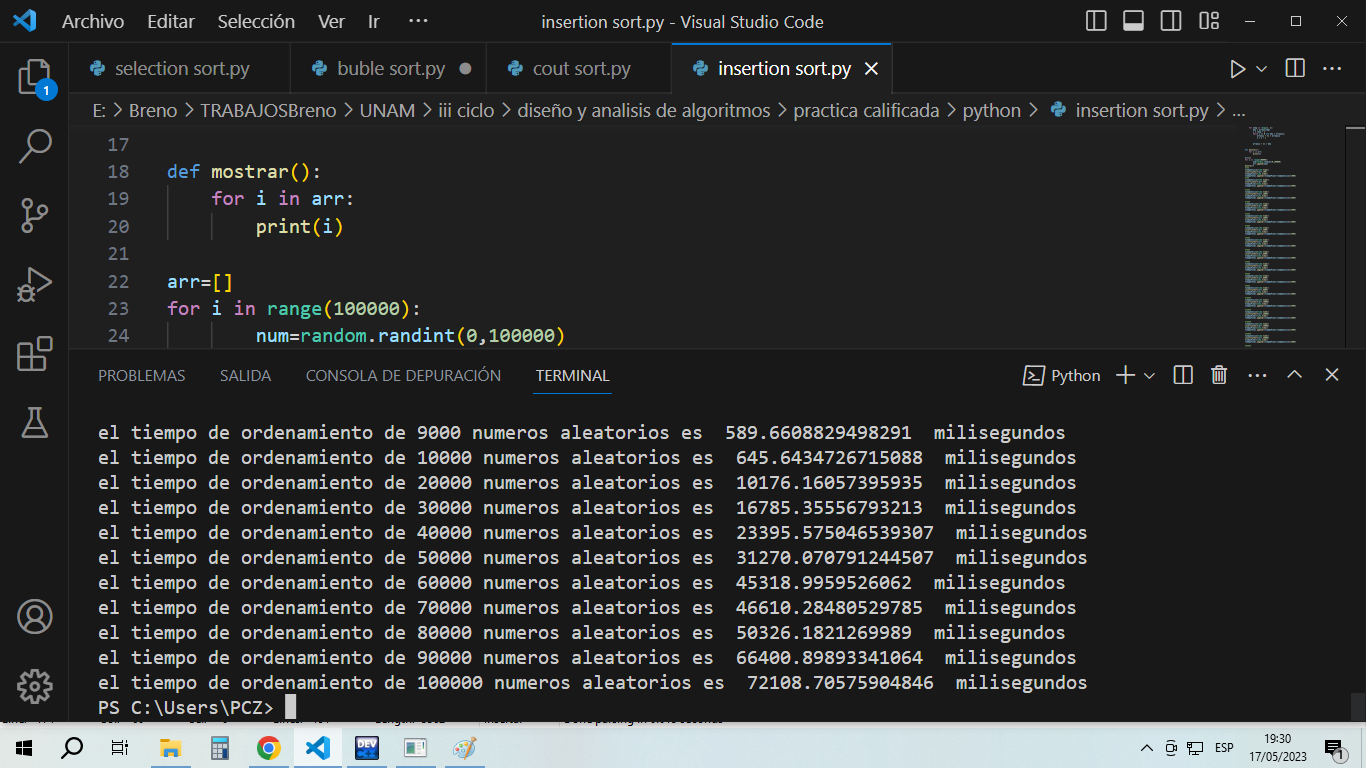 Archivo Editar Selección Ver Ir ··· insertion sort.py - Visual Studio Code
selection sort.py buble sort.py cout sort.py insertion sort.py
E: > Breno > TRABAJOSBreno > UNAM > iii ciclo > diseño y analisis de algoritmos > practica calificada > python > insertion sort.py > ...
1
17
18 def mostrar():
19 for i in arr:
20 print(i)
21
22 arr=[]
23 for i in range(100000):
24 num=random.randint(0,100000)
PROBLEMAS SALIDA CONSOLA DE DEPURACIÓN TERMINAL Python
el tiempo de ordenamiento de 9000 numeros aleatorios es 589.6608829498291 milisegundos
el tiempo de ordenamiento de 10000 numeros aleatorios es 645.6434726715088 milisegundos
el tiempo de ordenamiento de 20000 numeros aleatorios es 10176.16057395935 milisegundos
el tiempo de ordenamiento de 30000 numeros aleatorios es 16785.35556793213 milisegundos
el tiempo de ordenamiento de 40000 numeros aleatorios es 23395.575046539307 milisegundos
el tiempo de ordenamiento de 50000 numeros aleatorios es 31270.070791244507 milisegundos
el tiempo de ordenamiento de 60000 numeros aleatorios es 45318.9959526062 milisegundos
el tiempo de ordenamiento de 70000 numeros aleatorios es 46610.28480529785 milisegundos
el tiempo de ordenamiento de 80000 numeros aleatorios es 50326.1821269989 milisegundos
el tiempo de ordenamiento de 90000 numeros aleatorios es 66400.89893341064 milisegundos
el tiempo de ordenamiento de 100000 numeros aleatorios es 72108.70575904846 milisegundos
PS C:\Users\PCZ>
DEV ESP 19:30
17/05/2023 1